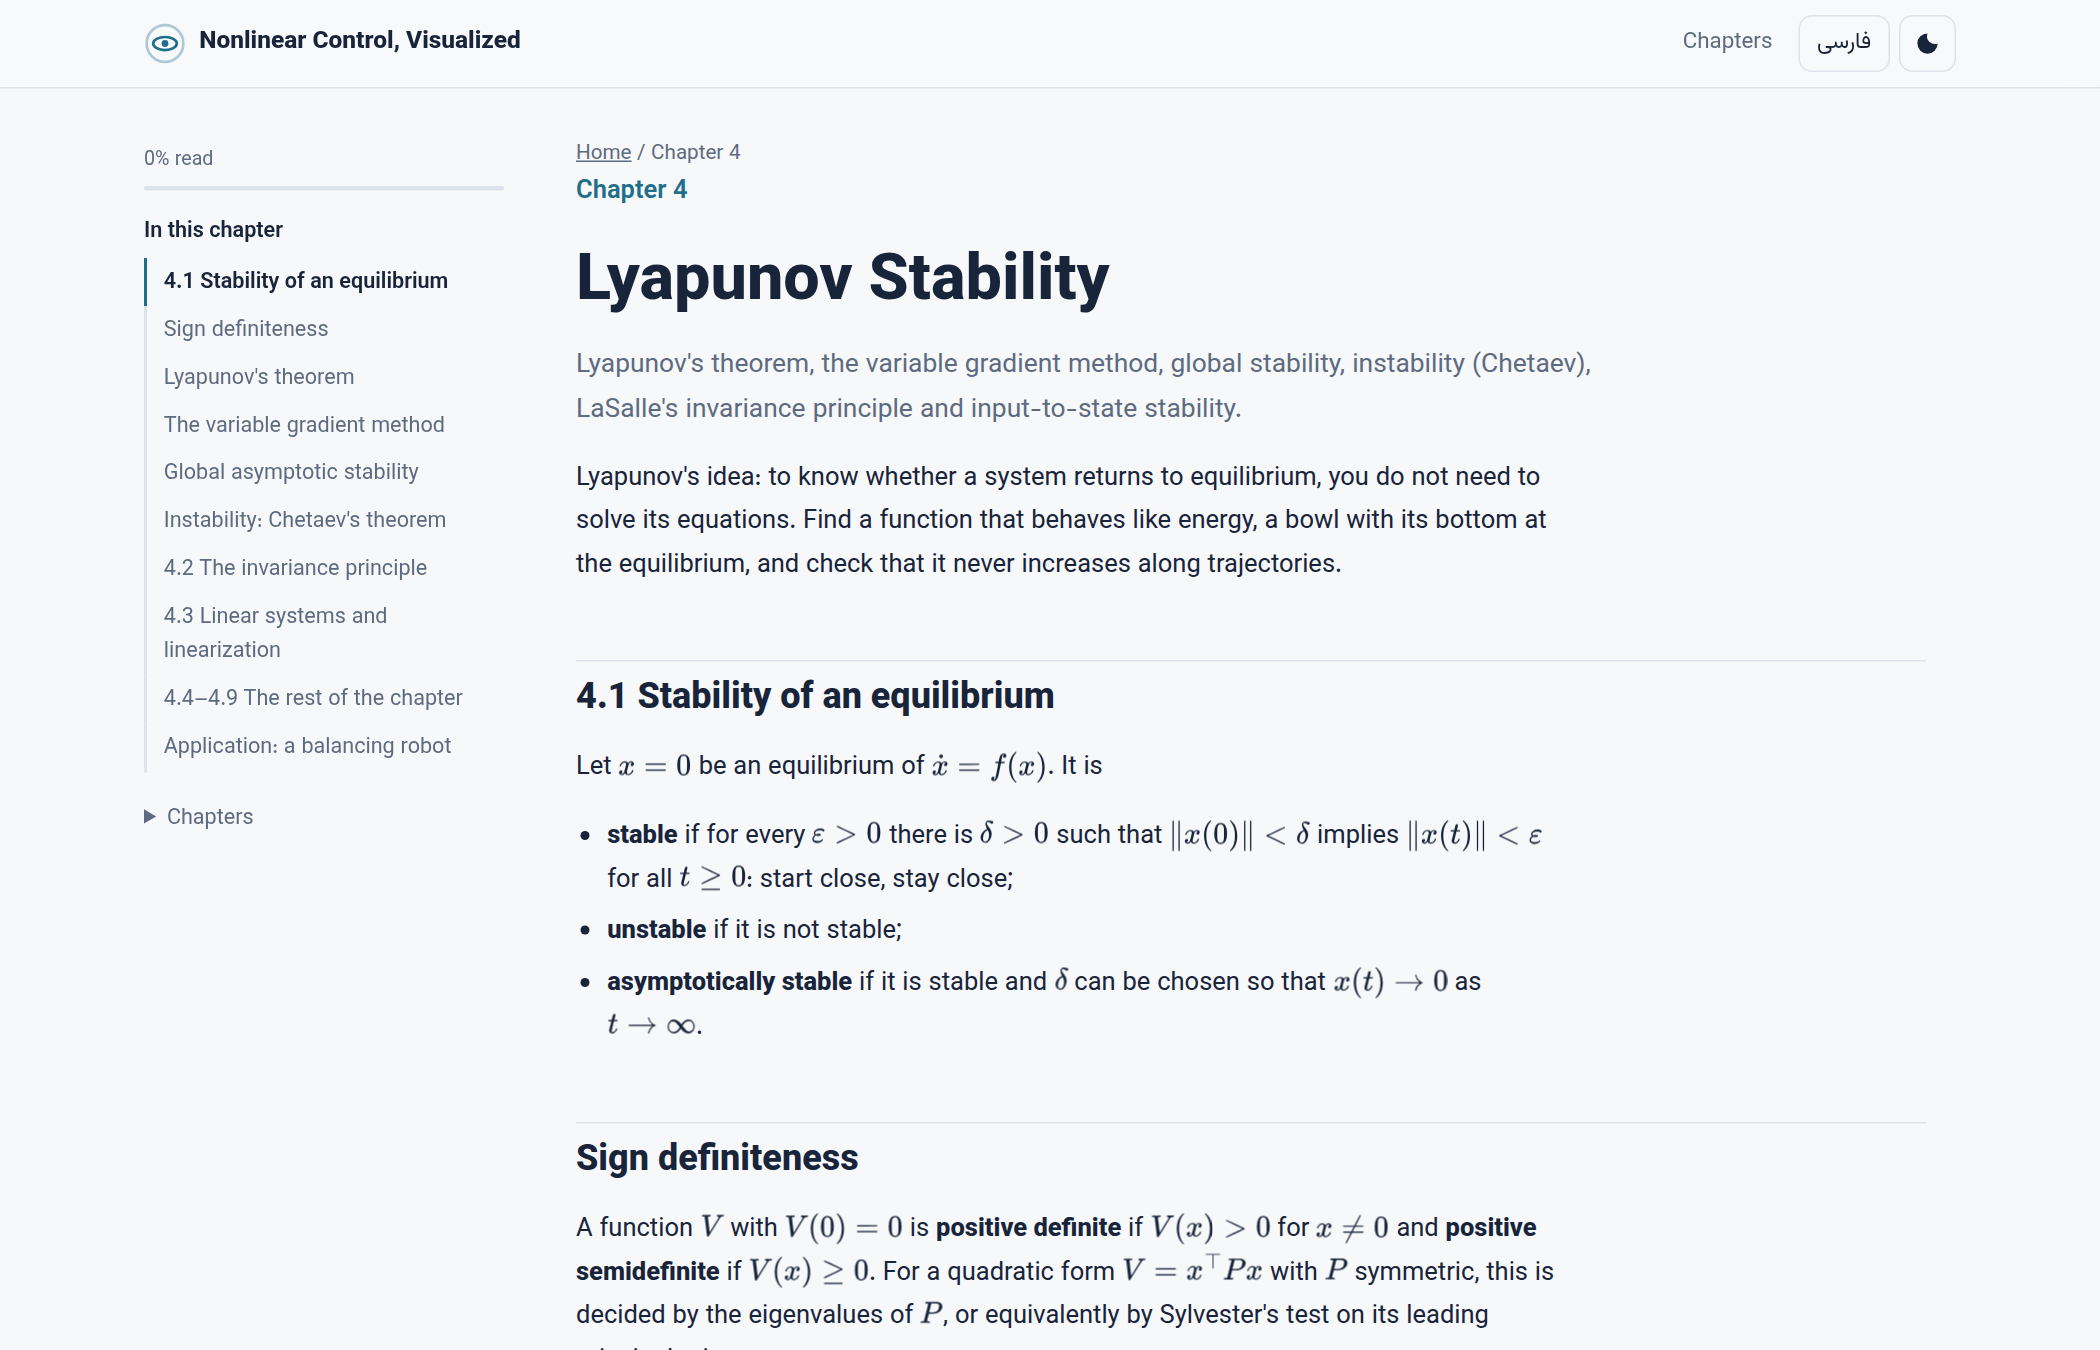 Nonlinear Control, Visualized
Chapters
فارسی
0% read
In this chapter
4.1 Stability of an equilibrium
Sign definiteness
Lyapunov's theorem
The variable gradient method
Global asymptotic stability
Instability: Chetaev's theorem
4.2 The invariance principle
4.3 Linear systems and
linearization
4.4–4.9 The rest of the chapter
Application: a balancing robot
Chapters
Home / Chapter 4
Chapter 4
Lyapunov Stability
Lyapunov's theorem, the variable gradient method, global stability, instability (Chetaev),
LaSalle's invariance principle and input-to-state stability.
Lyapunov's idea: to know whether a system returns to equilibrium, you do not need to
solve its equations. Find a function that behaves like energy, a bowl with its bottom at
the equilibrium, and check that it never increases along trajectories.
4.1 Stability of an equilibrium
Let x = 0 be an equilibrium of ẋ = f(x). It is
• stable if for every ε > 0 there is δ > 0 such that ‖x(0)‖ < δ implies ‖x(t)‖ < ε
for all t ≥ 0: start close, stay close;
• unstable if it is not stable;
• asymptotically stable if it is stable and δ can be chosen so that x(t) → 0 as
t → ∞.
Sign definiteness
A function V with V(0) = 0 is positive definite if V(x) > 0 for x ≠ 0 and positive
semidefinite if V(x) ≥ 0. For a quadratic form V = x⊤Px with P symmetric, this is
decided by the eigenvalues of P, or equivalently by Sylvester's test on its leading